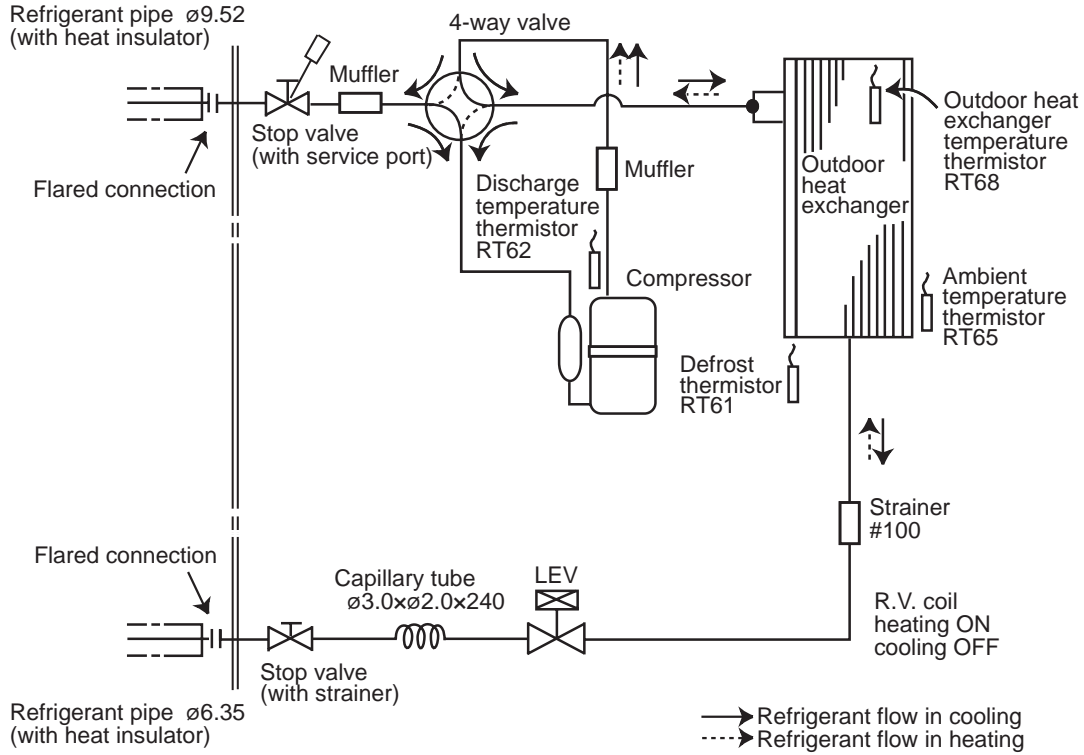 Refrigerant pipe ø9.52
(with heat insulator)
4-way valve
Muffler
Stop valve
(with service port)
Flared connection
Discharge
temperature
thermistor
RT62
Muffler
Compressor
Outdoor
heat
exchanger
Outdoor heat
exchanger
temperature
thermistor
RT68
Ambient
temperature
thermistor
RT65
Defrost
thermistor
RT61
Strainer
#100
Flared connection
Capillary tube
ø3.0×ø2.0×240
LEV
R.V. coil
heating ON
cooling OFF
Stop valve
(with strainer)
Refrigerant pipe ø6.35
(with heat insulator)
Refrigerant flow in cooling
Refrigerant flow in heating